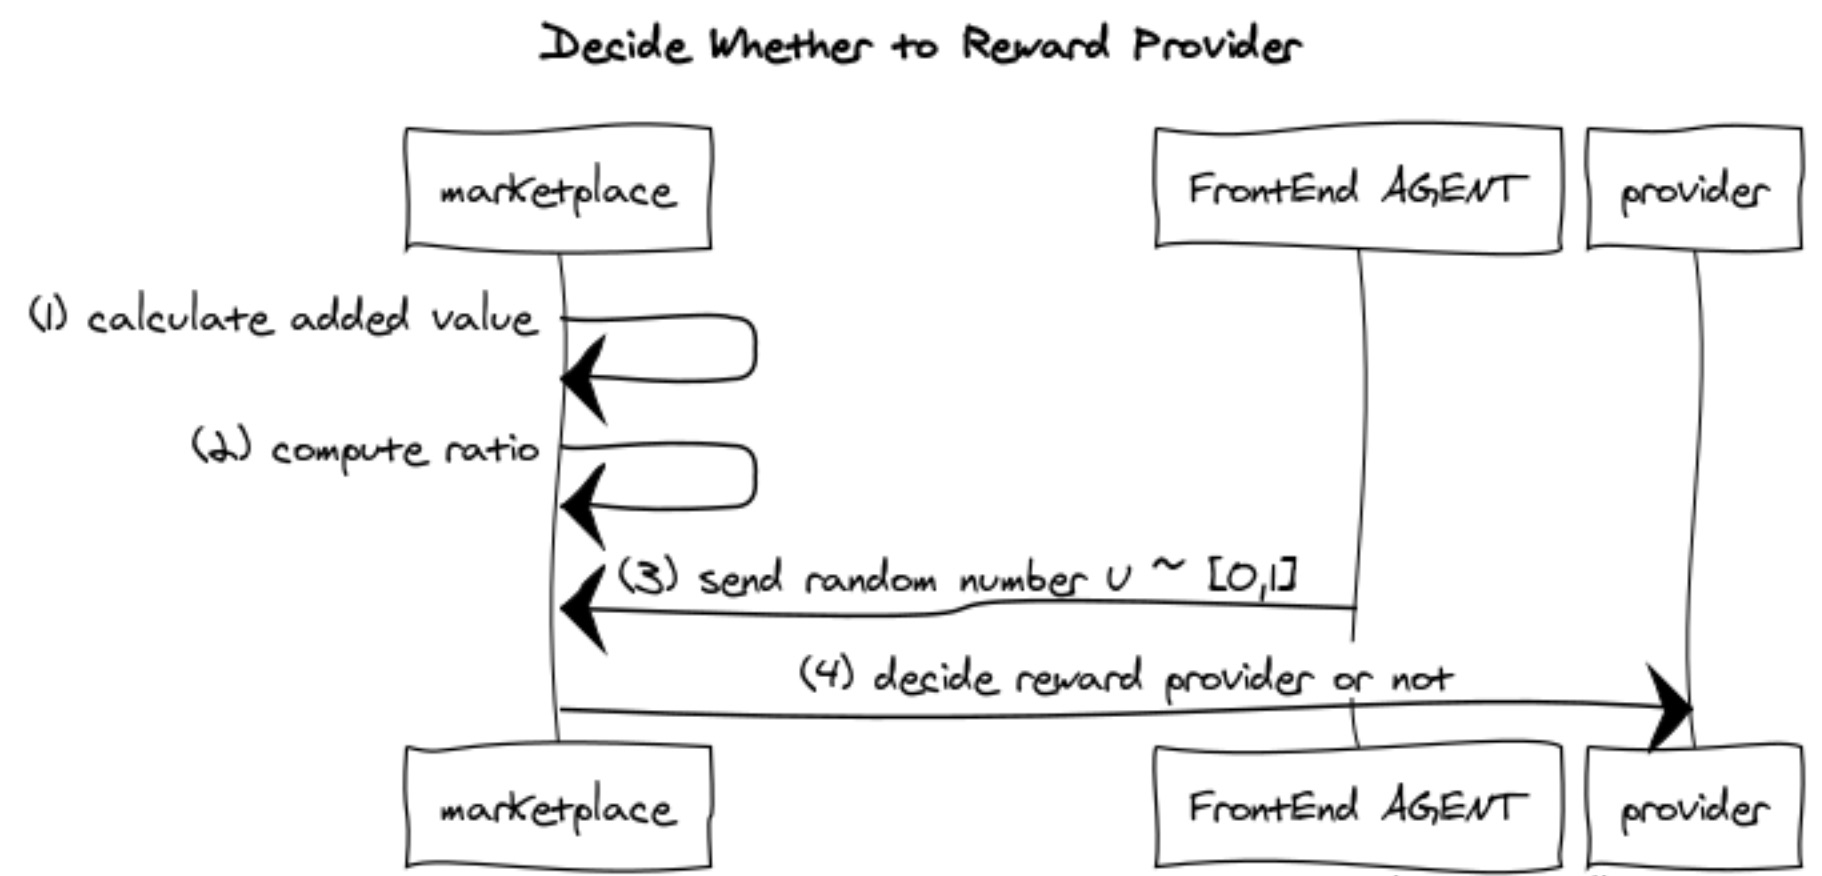 Decide Whether to Reward Provider
marketplace
FrontEnd AGENT
provider
(1) calculate added value
(2) compute ratio
(3) send random number U ~ [0,1]
(4) decide reward provider or not
marketplace
FrontEnd AGENT
provider